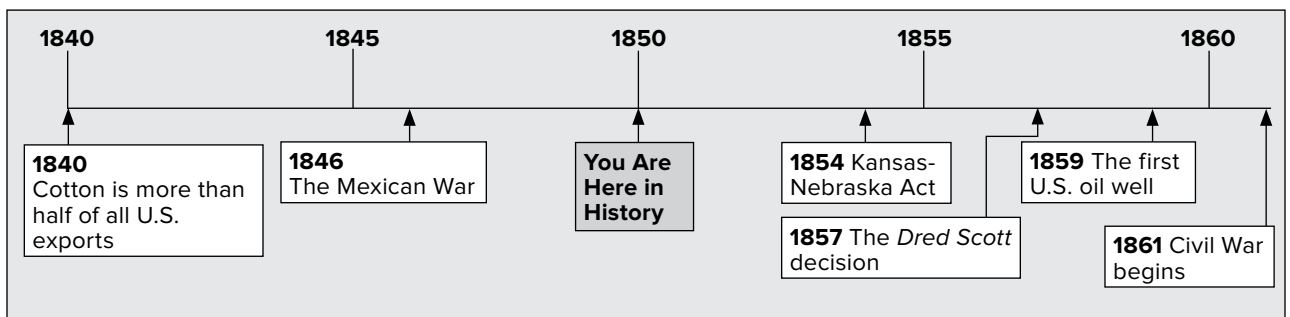 1840 1845 1850 1855 1860
1840
Cotton is more than
half of all U.S.
exports
1846
The Mexican War
You Are
Here in
History
1854 Kansas-
Nebraska Act
1857 The Dred Scott
decision
1859 The first
U.S. oil well
1861 Civil War
begins